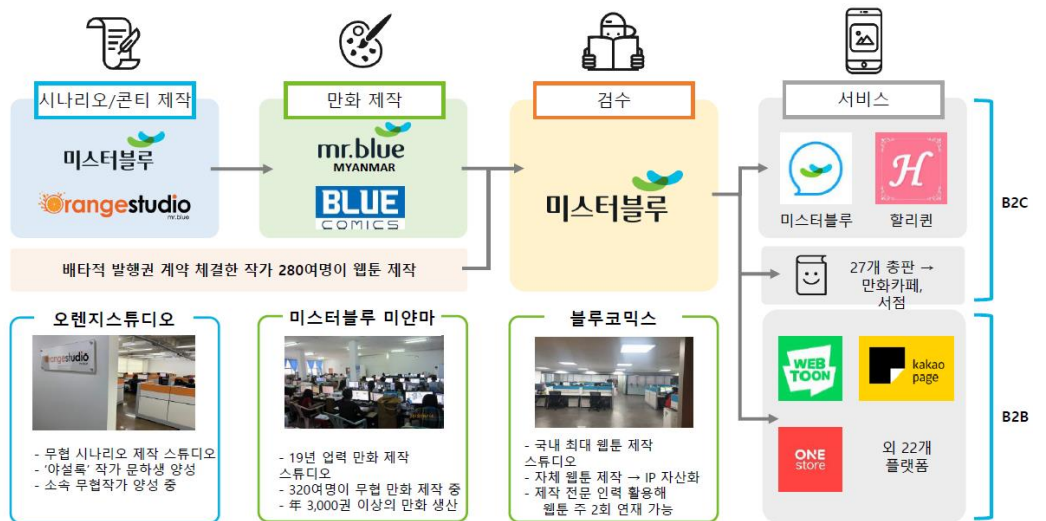 시나리오/콘티 제작
만화 제작
검수
서비스
미스터블루
Orangestudio
mr.blue
mr.blue
MYANMAR
BLUE
COMICS
미스터블루
미스터블루
H
할리퀸
B2C
배타적 발행권 계약 체결한 작가 280여명이 웹툰 제작
27개 총판 →
만화카페,
서점
오렌지스튜디오
orangestudio
- 무협 시나리오 제작 스튜디오
- '야설록' 작가 문하생 양성
- 소속 무협작가 양성 중
미스터블루 미얀마
- 19년 업력 만화 제작
스튜디오
- 320여명이 무협 만화 제작 중
- 年 3,000권 이상의 만화 생산
블루코믹스
- 국내 최대 웹툰 제작
스튜디오
- 자체 웹툰 제작 → IP 자산화
- 제작 전문 인력 활용해
웹툰 주 2회 연재 가능
WEB
TOON
kakao
page
ONE
store
외 22개
플랫폼
B2B